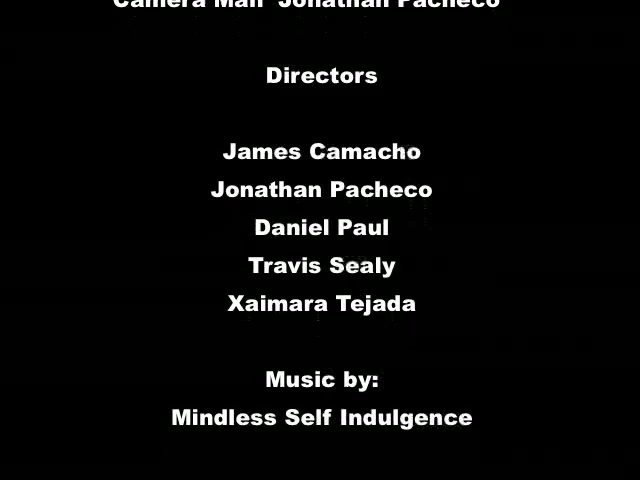 Camera Man Jonathan Pacheco
Directors
James Camacho
Jonathan Pacheco
Daniel Paul
Travis Sealy
Xaimara Tejada
Music by:
Mindless Self Indulgence